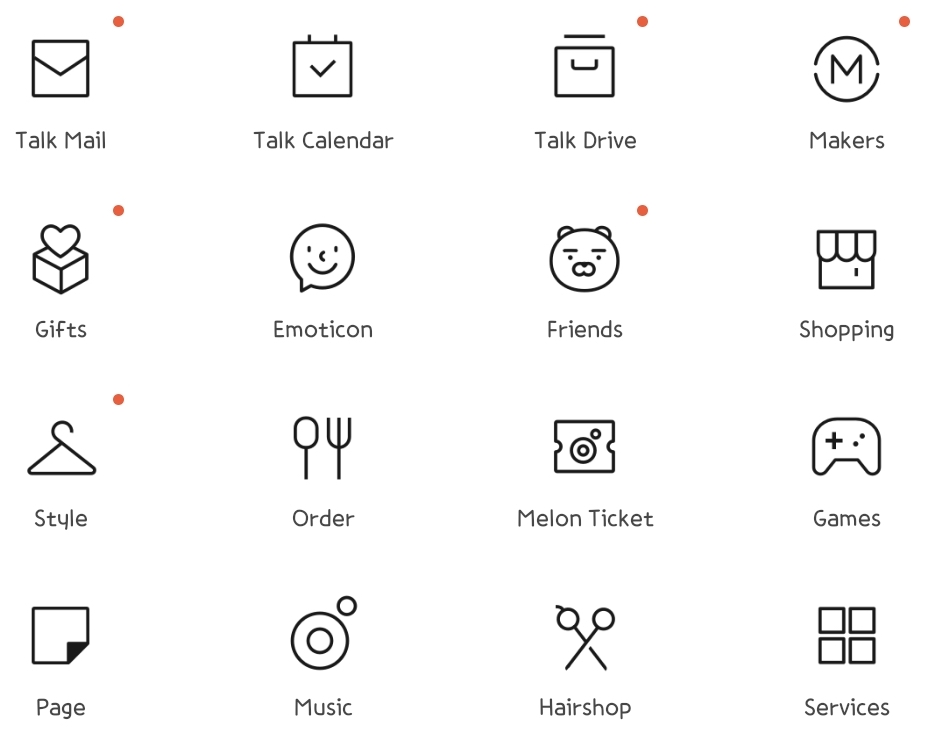 Talk Mail
Talk Calendar
Talk Drive
M
Makers
Gifts
Emoticon
Friends
Shopping
Style
Order
Melon Ticket
Games
Page
Music
Hairshop
Services